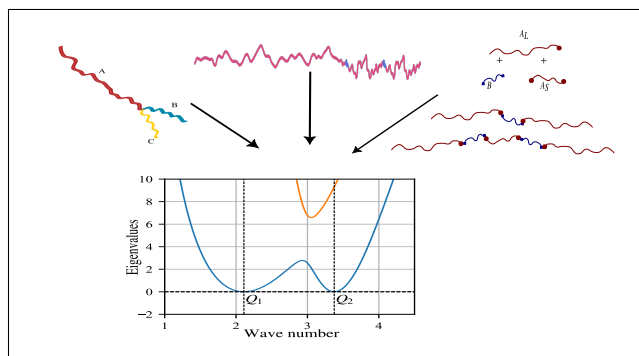 A
B
C
A_L
+ +
B A_S
10
8
6
4
2
0
−2
Eigenvalues
Q_1 Q_2
1 2 3 4
Wave number